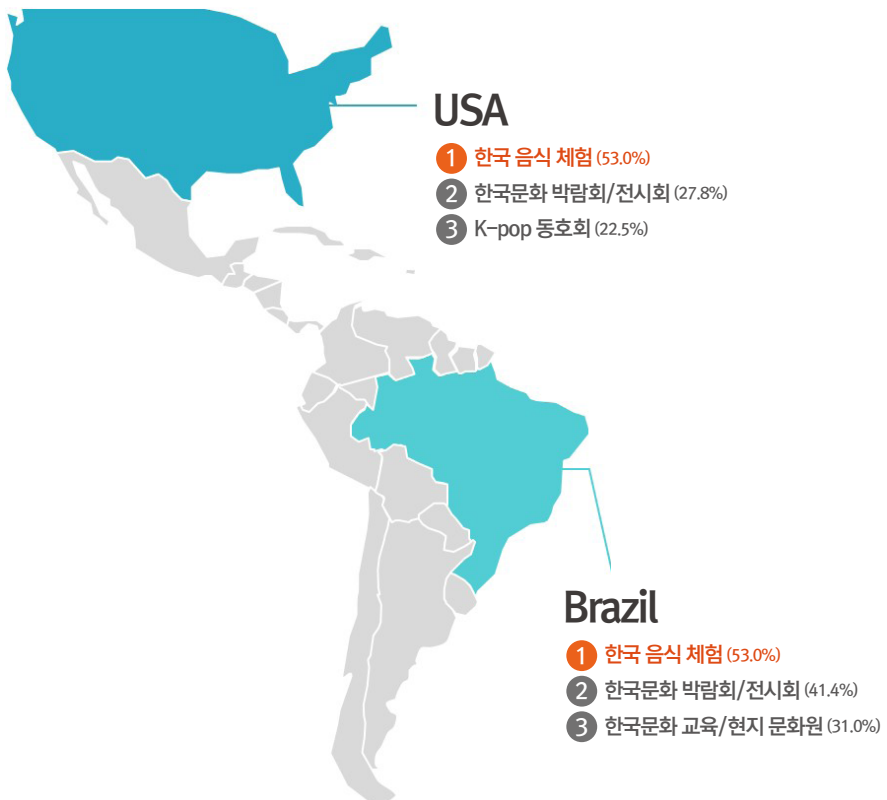 USA
1 한국 음식 체험 (53.0%)
2 한국문화 박람회/전시회 (27.8%)
3 K-pop 동호회 (22.5%)
Brazil
1 한국 음식 체험 (53.0%)
2 한국문화 박람회/전시회 (41.4%)
3 한국문화 교육/현지 문화원 (31.0%)